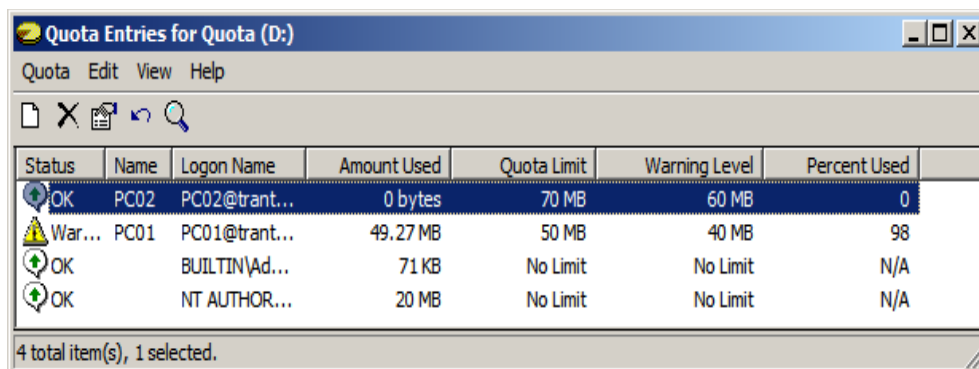 Quota Entries for Quota (D:)
Quota Edit View Help
Status Name Logon Name Amount Used Quota Limit Warning Level Percent Used
OK PC02 PC02@trant... 0 bytes 70 MB 60 MB 0
War... PC01 PC01@trant... 49.27 MB 50 MB 40 MB 98
OK BUILTIN\Ad... 71 KB No Limit No Limit N/A
OK NT AUTHOR... 20 MB No Limit No Limit N/A
4 total item(s), 1 selected.